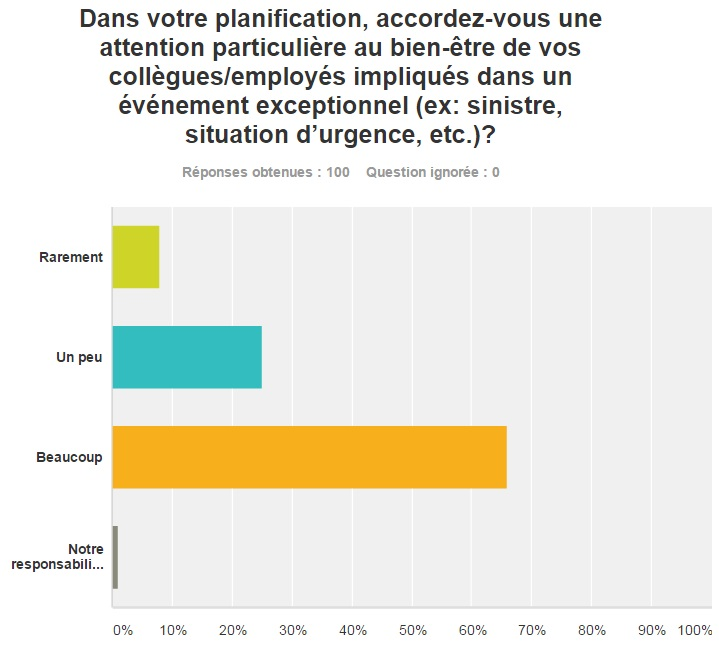 Dans votre planification, accordez-vous une
attention particulière au bien-être de vos
collègues/employés impliqués dans un
événement exceptionnel (ex: sinistre,
situation d’urgence, etc.)?
Réponses obtenues : 100 Question ignorée : 0
Rarement
Un peu
Beaucoup
Notre
responsabili...
0% 10% 20% 30% 40% 50% 60% 70% 80% 90% 100%